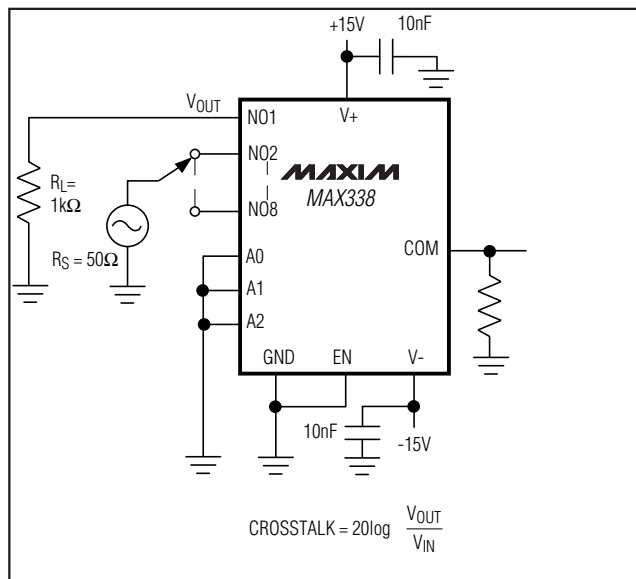 +15V
10nF
V+
VOUT
NO1
NO2
NO8
RL=
1kΩ
RS = 50Ω
MAXIM
MAX338
COM
A0
A1
A2
GND
EN
V-
10nF
-15V
CROSSTALK = 20log VOUT
VIN